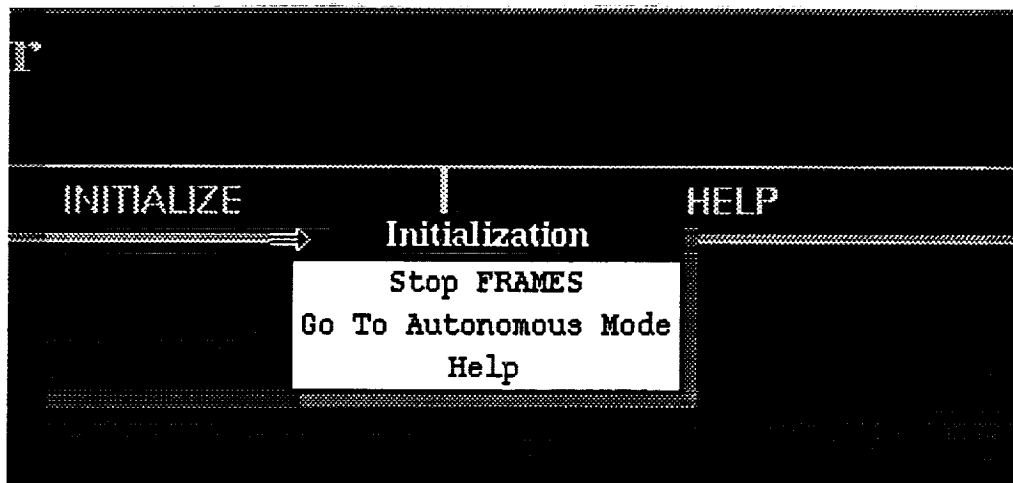 r
INITIALIZE HELP
Initialization
Stop FRAMES
Go To Autonomous Mode
Help